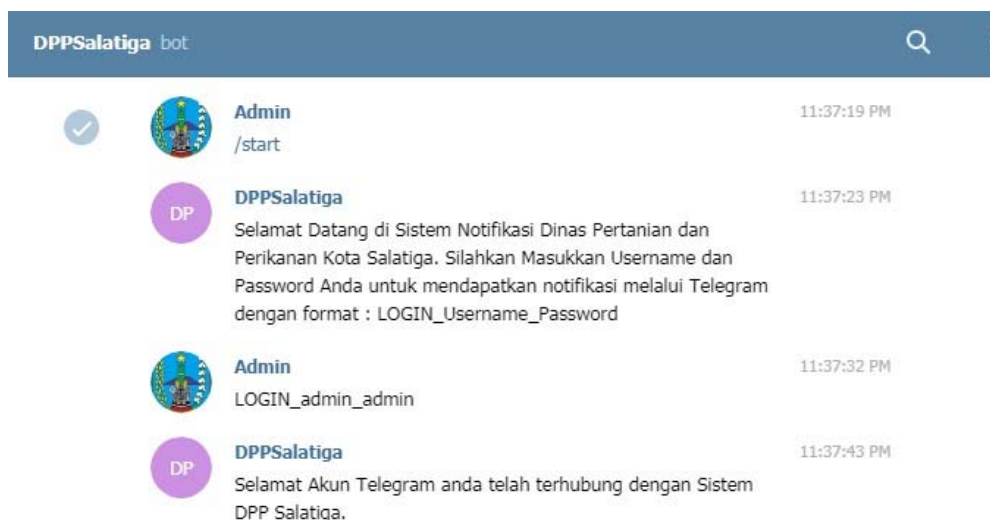 DPPSalatiga bot
Admin 11:37:19 PM
/start
DPPSalatiga 11:37:23 PM
DP
Selamat Datang di Sistem Notifikasi Dinas Pertanian dan
Perikanan Kota Salatiga. Silahkan Masukkan Username dan
Password Anda untuk mendapatkan notifikasi melalui Telegram
dengan format : LOGIN_Username_Password
Admin 11:37:32 PM
LOGIN_admin_admin
DPPSalatiga 11:37:43 PM
DP
Selamat Akun Telegram anda telah terhubung dengan Sistem
DPP Salatiga.